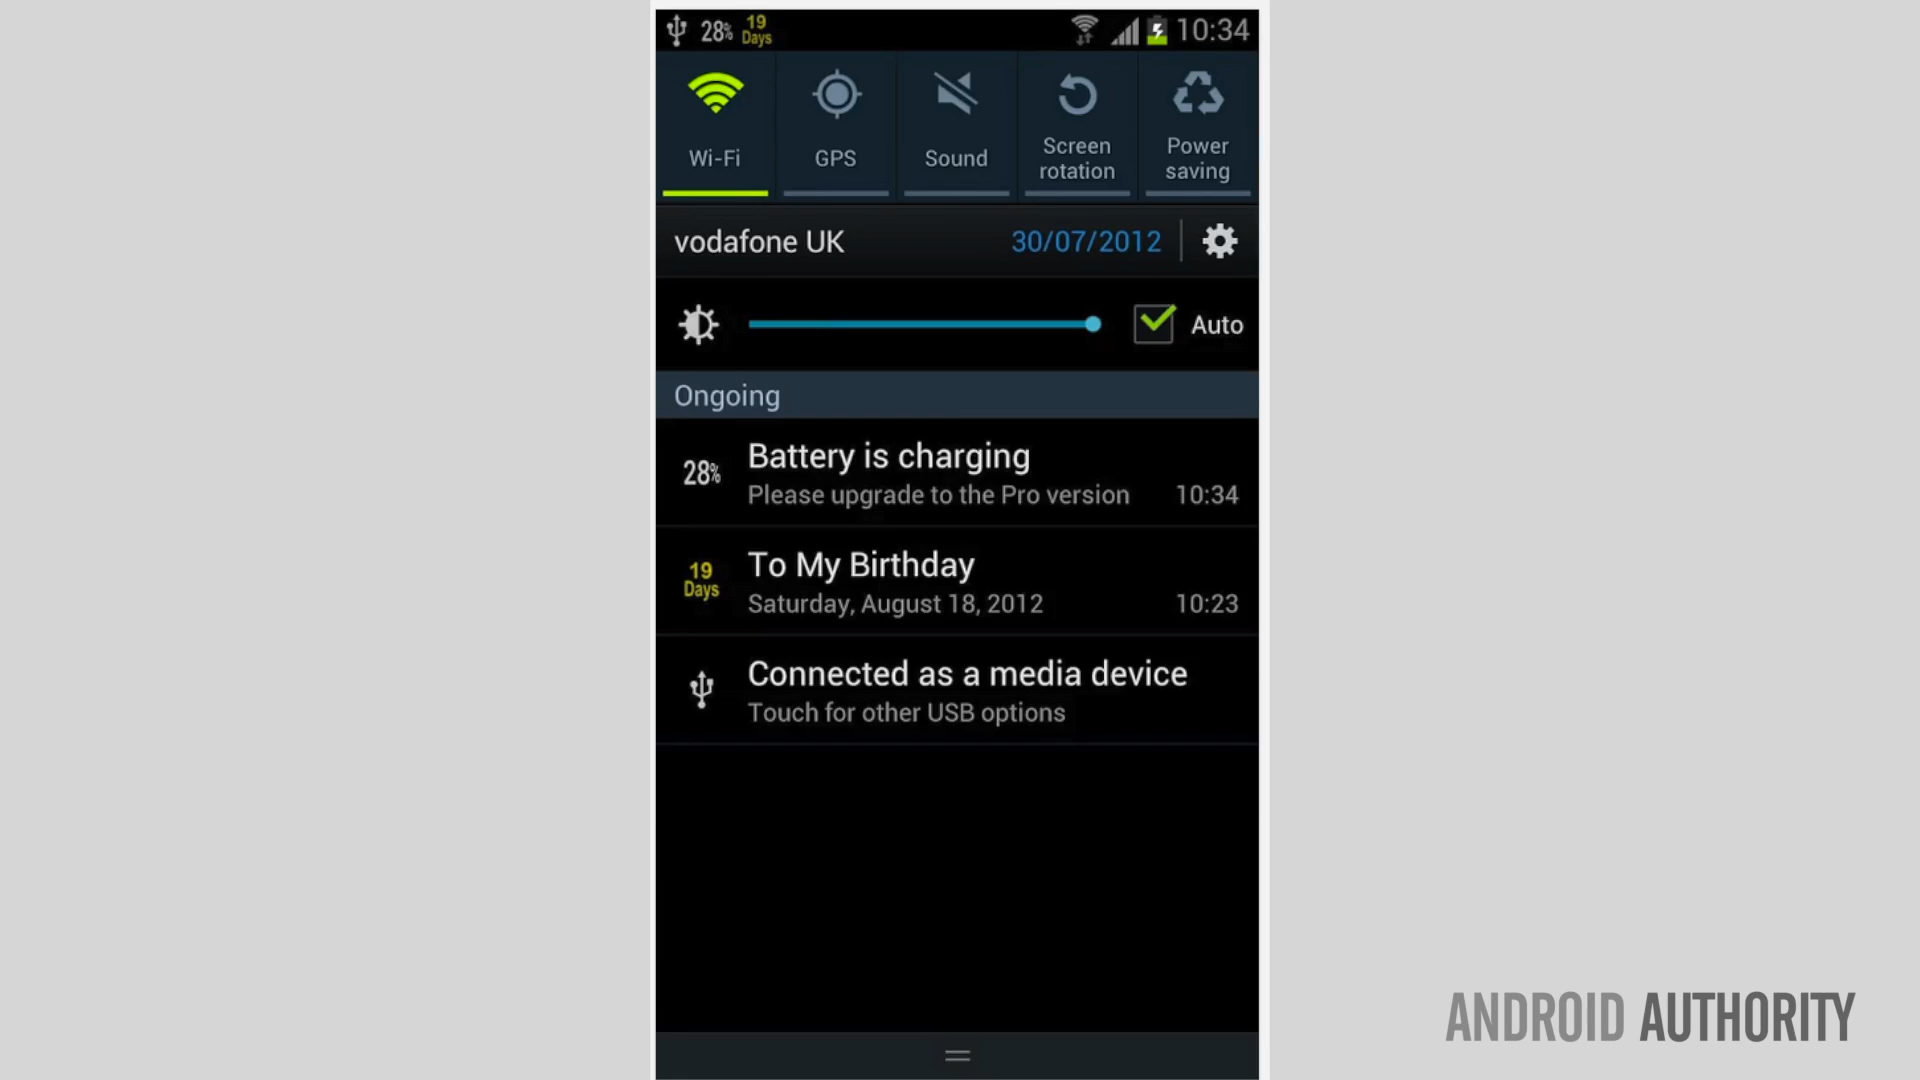 28% 19 Days 10:34
Wi-Fi GPS Sound Screen rotation Power saving
vodafone UK 30/07/2012
Auto
Ongoing
28% Battery is charging
Please upgrade to the Pro version 10:34
19 Days To My Birthday
Saturday, August 18, 2012 10:23
Connected as a media device
Touch for other USB options
ANDROID AUTHORITY